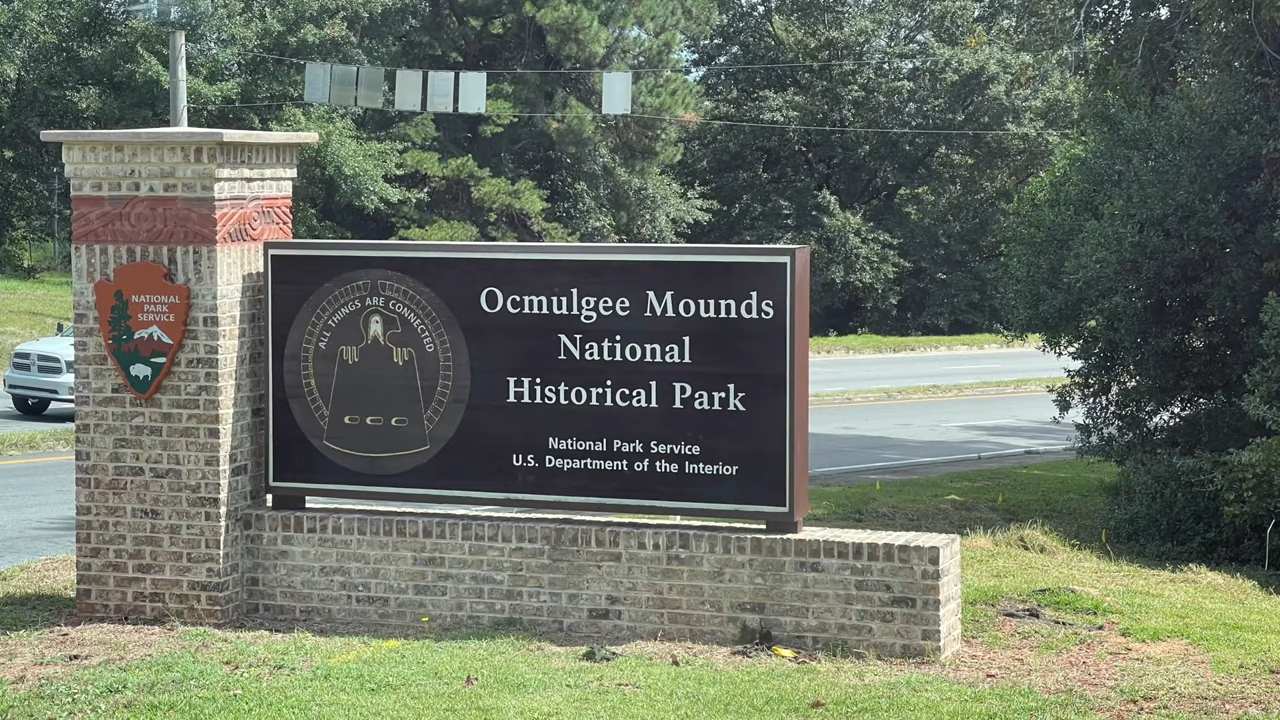 NATIONAL
PARK
SERVICE
ALL THINGS ARE CONNECTED
Ocmulgee Mounds
National
Historical Park
National Park Service
U.S. Department of the Interior